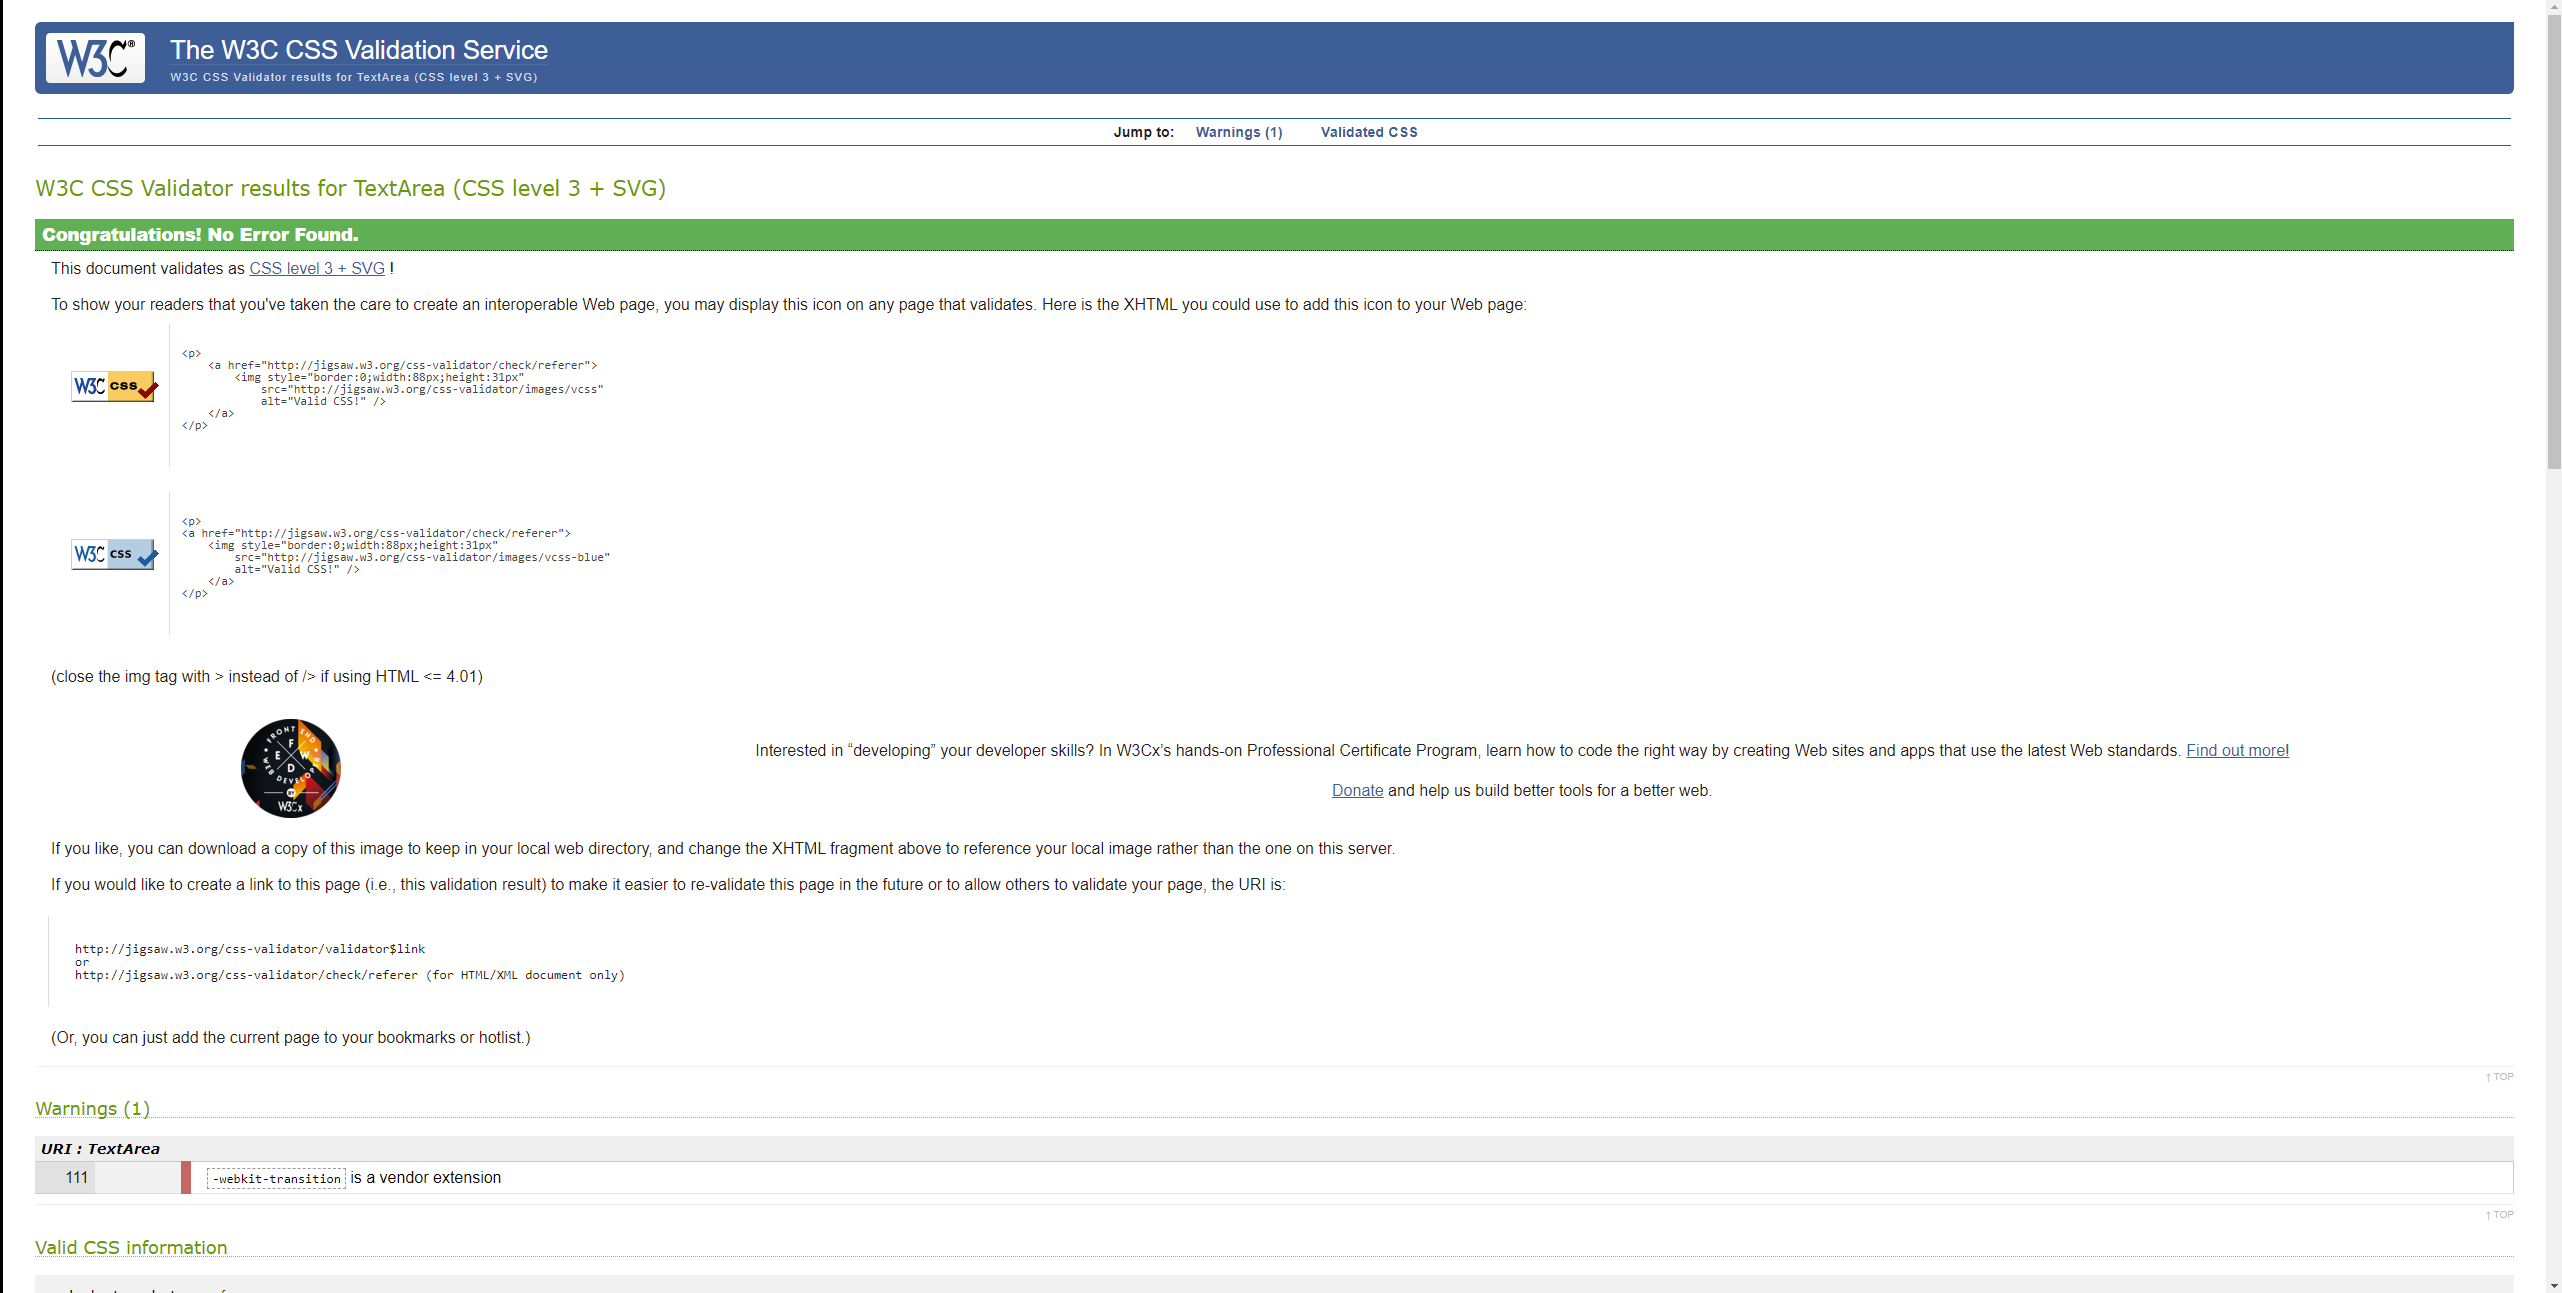 W3C®
The W3C CSS Validation Service
W3C CSS Validator results for TextArea (CSS level 3 + SVG)
Jump to: Warnings (1) Validated CSS
W3C CSS Validator results for TextArea (CSS level 3 + SVG)
Congratulations! No Error Found.
This document validates as CSS level 3 + SVG !
To show your readers that you've taken the care to create an interoperable Web page, you may display this icon on any page that validates. Here is the XHTML you could use to add this icon to your Web page:
W3C css
<p>
<a href="http://jigsaw.w3.org/css-validator/check/referer">
<img style="border:0;width:88px;height:31px"
src="http://jigsaw.w3.org/css-validator/images/vcss"
alt="Valid CSS!" />
</a>
</p>
W3C css
<p>
<a href="http://jigsaw.w3.org/css-validator/check/referer">
<img style="border:0;width:88px;height:31px"
src="http://jigsaw.w3.org/css-validator/images/vcss-blue"
alt="Valid CSS!" />
</a>
</p>
(close the img tag with > instead of /> if using HTML <= 4.01)
FRONT END
F
E W
D
WEB DEVELOPER
BY
W3Cx
Interested in “developing” your developer skills? In W3Cx’s hands-on Professional Certificate Program, learn how to code the right way by creating Web sites and apps that use the latest Web standards. Find out more!
Donate and help us build better tools for a better web.
If you like, you can download a copy of this image to keep in your local web directory, and change the XHTML fragment above to reference your local image rather than the one on this server.
If you would like to create a link to this page (i.e., this validation result) to make it easier to re-validate this page in the future or to allow others to validate your page, the URI is:
http://jigsaw.w3.org/css-validator/validator$link
or
http://jigsaw.w3.org/css-validator/check/referer (for HTML/XML document only)
(Or, you can just add the current page to your bookmarks or hotlist.)
↑ TOP
Warnings (1)
URI : TextArea
111 -webkit-transition is a vendor extension
↑ TOP
Valid CSS information